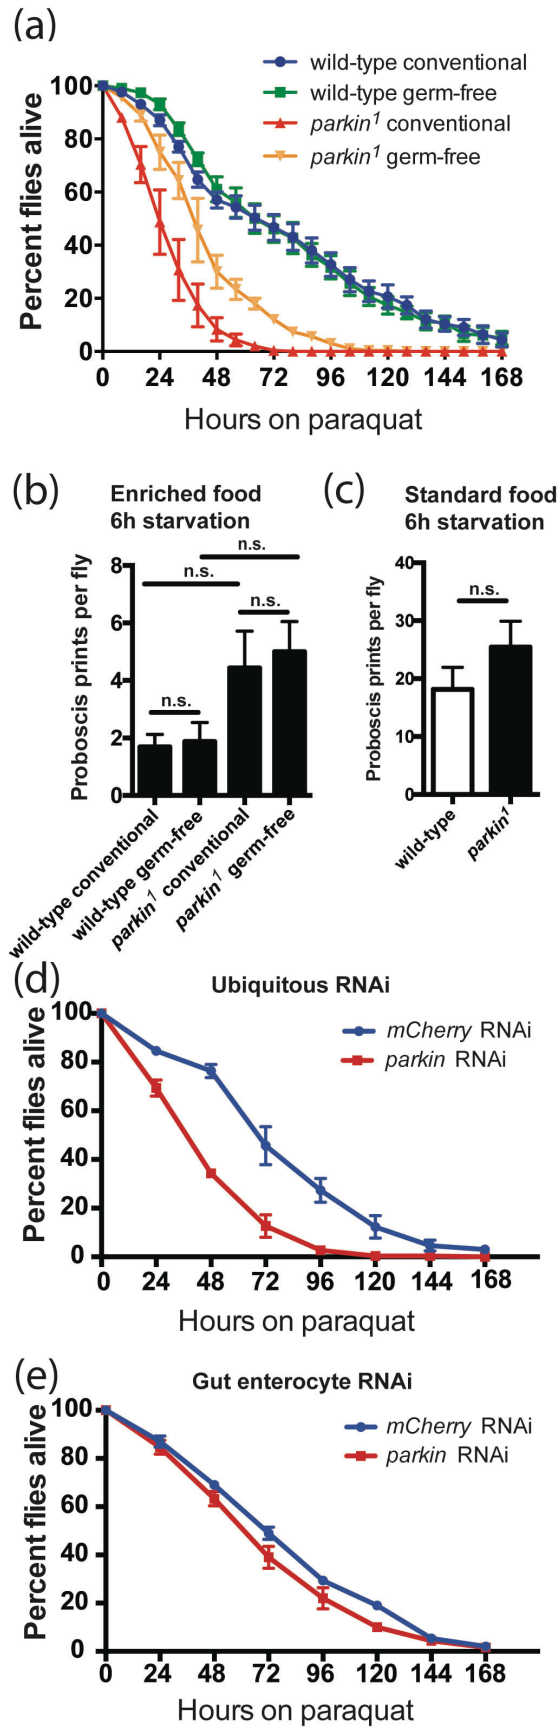 (a)
wild-type conventional
wild-type germ-free
parkin¹ conventional
parkin¹ germ-free
Percent flies alive
100
80
60
40
20
0
0 24 48 72 96 120 144 168
Hours on paraquat
(b)
Enriched food
6h starvation
n.s.
n.s.
n.s.
n.s.
Proboscis prints per fly
8
6
4
2
0
wild-type conventional
wild-type germ-free
parkin¹ conventional
parkin¹ germ-free
(c)
Standard food
6h starvation
n.s.
Proboscis prints per fly
40
30
20
10
0
wild-type
parkin¹
(d)
Ubiquitous RNAi
mCherry RNAi
parkin RNAi
Percent flies alive
100
80
60
40
20
0
0 24 48 72 96 120 144 168
Hours on paraquat
(e)
Gut enterocyte RNAi
mCherry RNAi
parkin RNAi
Percent flies alive
100
80
60
40
20
0
0 24 48 72 96 120 144 168
Hours on paraquat